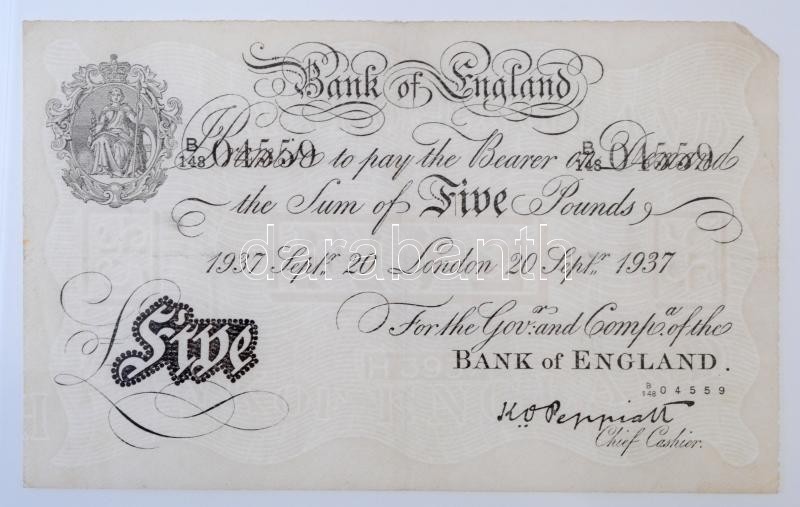 Bank of England
B/148 04559 B/148 04559
I Promise to pay the Bearer on Demand
the Sum of Five Pounds
1937 Septr. 20 London 20 Septr. 1937
Five
For the Govr. and Compa. of the
BANK of ENGLAND.
B/148 04559
K O Peppiatt
Chief Cashier.
darabanth